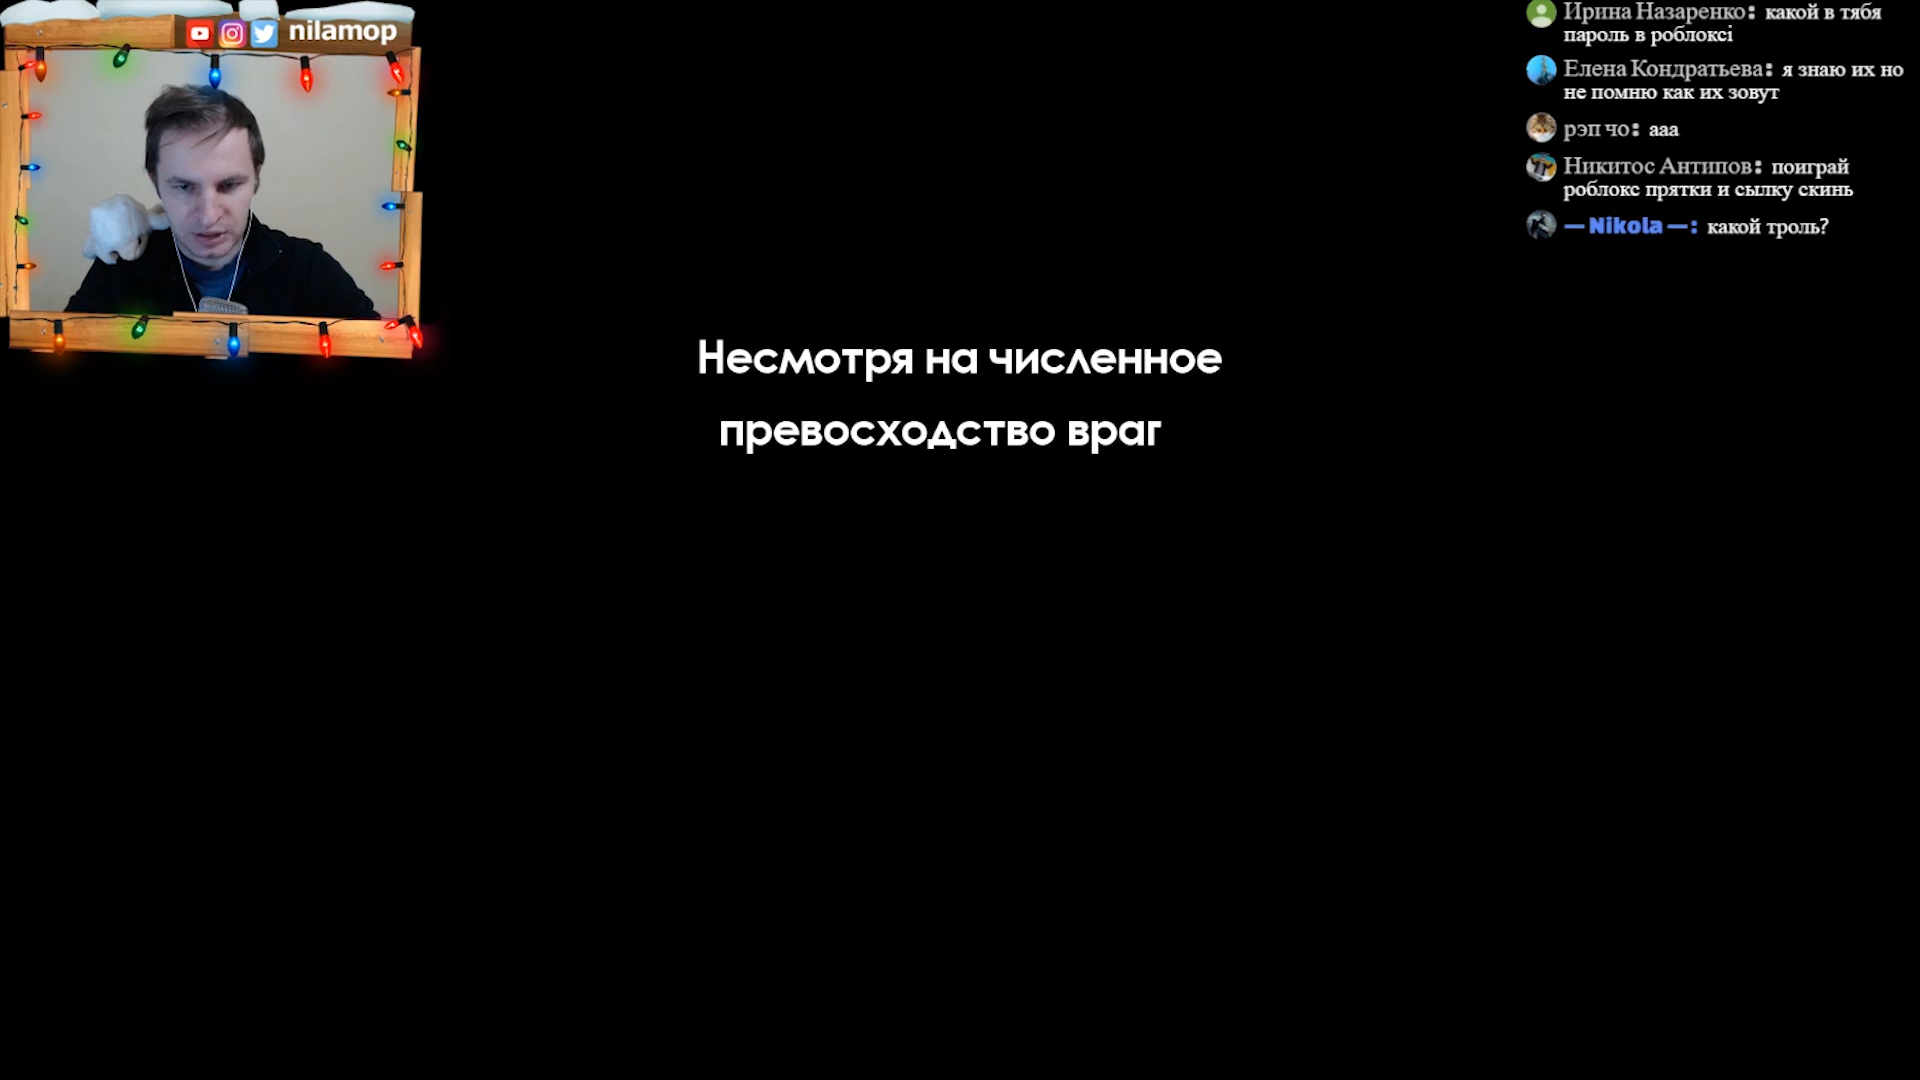 nilamop
Ирина Назаренко: какой в тябя
пароль в роблоксі
Елена Кондратьева: я знаю их но
не помню как их зовут
рэп чо: ааа
Никитос Антипов: поиграй
роблокс прятки и сылку скинь
— Nikola —: какой троль?
Несмотря на численное
превосходство враг